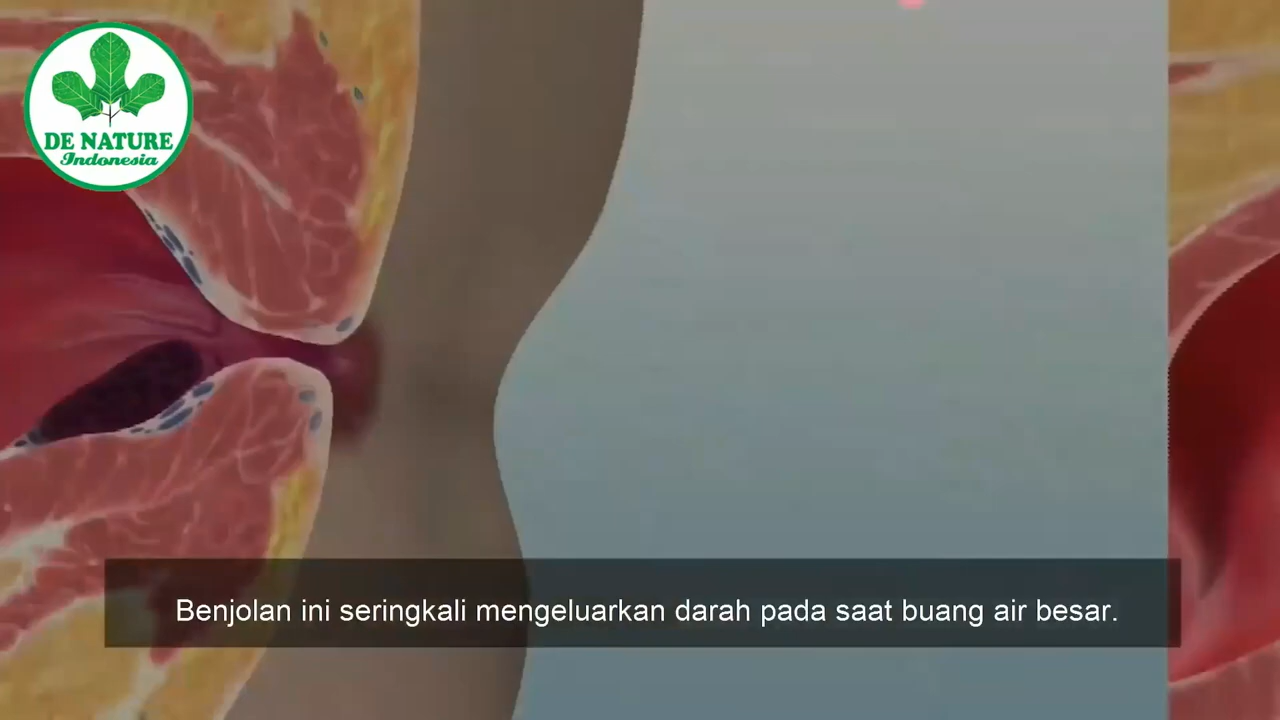 DE NATURE
Indonesia
Benjolan ini seringkali mengeluarkan darah pada saat buang air besar.